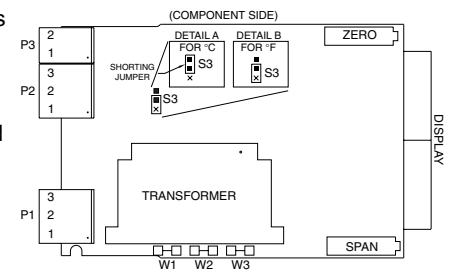 s
(COMPONENT SIDE)
P3
2
1
P2
3
2
1
DETAIL A
FOR °C
S3
SHORTING
JUMPER
DETAIL B
FOR °F
S3
S3
ZERO
DISPLAY
d
P1
3
2
1
TRANSFORMER
SPAN
W1 W2 W3